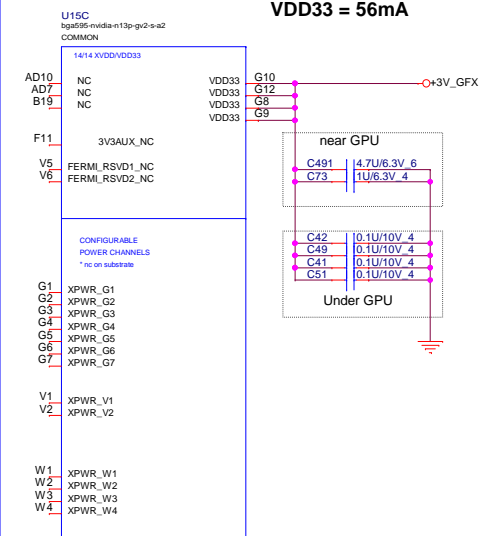 VDD33 = 56mA
U15C
bga595-nvidia-n13p-gv2-s-a2
COMMON
14/14 XVDD/VDD33
AD10 NC VDD33 G10 +3V_GFX
AD7 NC VDD33 G12
B19 NC VDD33 G8
VDD33 G9
F11 3V3AUX_NC
near GPU
V5 FERMI_RSVD1_NC C491 4.7U/6.3V_6
V6 FERMI_RSVD2_NC C73 1U/6.3V_4
CONFIGURABLE
POWER CHANNELS
* nc on substrate
C42 0.1U/10V_4
C49 0.1U/10V_4
C41 0.1U/10V_4
C51 0.1U/10V_4
Under GPU
G1 XPWR_G1
G2 XPWR_G2
G3 XPWR_G3
G4 XPWR_G4
G5 XPWR_G5
G6 XPWR_G6
G7 XPWR_G7
V1 XPWR_V1
V2 XPWR_V2
W1 XPWR_W1
W2 XPWR_W2
W3 XPWR_W3
W4 XPWR_W4